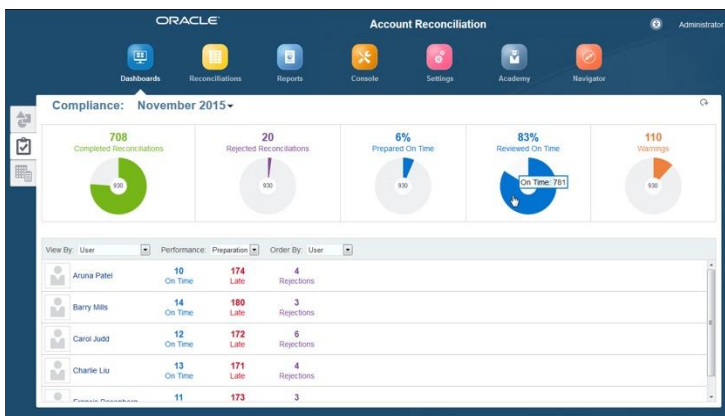 ORACLE
Account Reconciliation
Administrator
Dashboards Reconciliations Reports Console Settings Academy Navigator
Compliance: November 2015
708 20 6% 83% 110
Completed Reconciliations Rejected Reconciliations Prepared On Time Reviewed On Time Warnings
930 930 930 On Time: 781 930
View By: User Performance: Preparation Order By: User
Aruna Patel 10 On Time 174 Late 4 Rejections
Barry Mills 14 On Time 180 Late 3 Rejections
Carol Judd 12 On Time 172 Late 6 Rejections
Charlie Liu 13 On Time 171 Late 4 Rejections
11 173 3